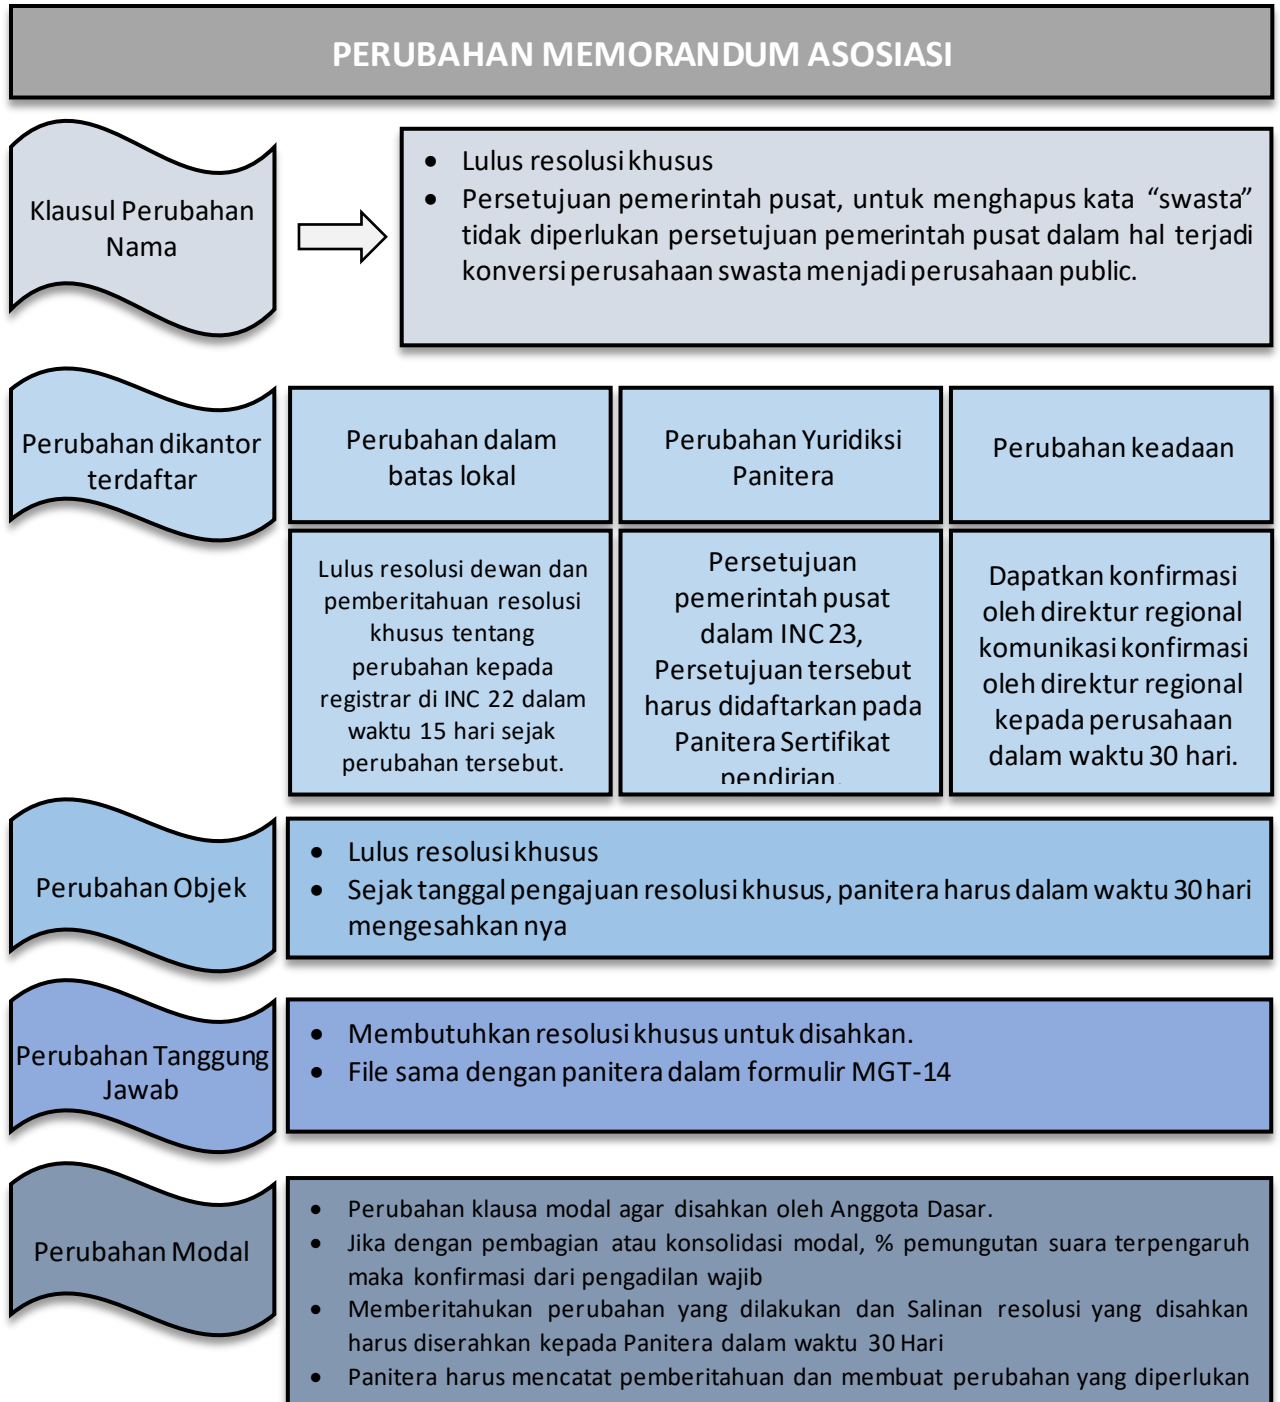 PERUBAHAN MEMORANDUM ASOSIASI
Klausul Perubahan
Nama
• Lulus resolusi khusus
• Persetujuan pemerintah pusat, untuk menghapus kata “swasta”
tidak diperlukan persetujuan pemerintah pusat dalam hal terjadi
konversi perusahaan swasta menjadi perusahaan public.
Perubahan dikantor
terdaftar
Perubahan dalam
batas lokal
Perubahan Yuridiksi
Panitera
Perubahan keadaan
Lulus resolusi dewan dan
pemberitahuan resolusi
khusus tentang
perubahan kepada
registrar di INC 22 dalam
waktu 15 hari sejak
perubahan tersebut.
Persetujuan
pemerintah pusat
dalam INC 23,
Persetujuan tersebut
harus didaftarkan pada
Panitera Sertifikat
pendirian.
Dapatkan konfirmasi
oleh direktur regional
komunikasi konfirmasi
oleh direktur regional
kepada perusahaan
dalam waktu 30 hari.
Perubahan Objek
• Lulus resolusi khusus
• Sejak tanggal pengajuan resolusi khusus, panitera harus dalam waktu 30 hari
mengesahkan nya
Perubahan Tanggung
Jawab
• Membutuhkan resolusi khusus untuk disahkan.
• File sama dengan panitera dalam formulir MGT-14
Perubahan Modal
• Perubahan klausa modal agar disahkan oleh Anggota Dasar.
• Jika dengan pembagian atau konsolidasi modal, % pemungutan suara terpengaruh
maka konfirmasi dari pengadilan wajib
• Memberitahukan perubahan yang dilakukan dan Salinan resolusi yang disahkan
harus diserahkan kepada Panitera dalam waktu 30 Hari
• Panitera harus mencatat pemberitahuan dan membuat perubahan yang diperlukan